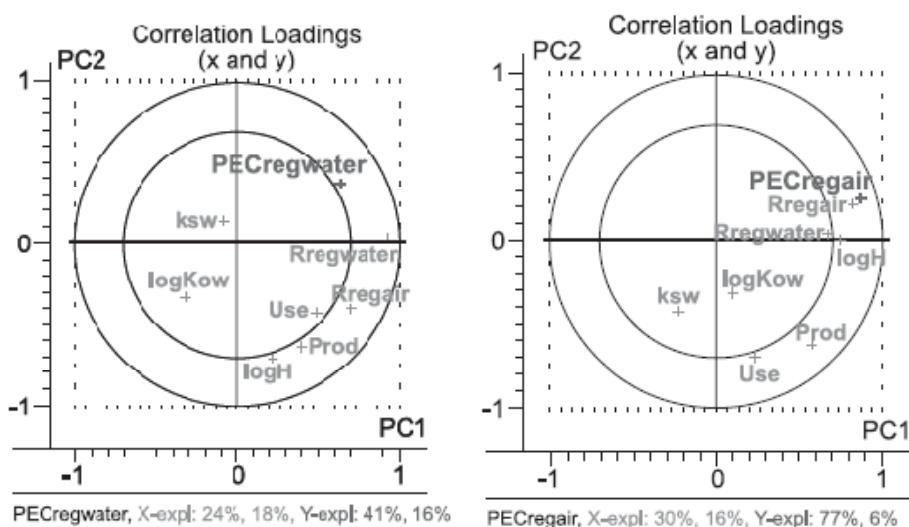 Correlation Loadings
(x and y)
PC2
1
PECregwater
ksw
0
Rregwater
logKow
Rregair
Use
Prod
logH
-1
PC1
-1 0 1
PECregwater, X-expl: 24%, 18%, Y-expl: 41%, 16%
Correlation Loadings
(x and y)
PC2
1
PECregair
Rregair
Rregwater
0
logH
logKow
ksw
Prod
Use
-1
PC1
-1 0 1
PECregair, X-expl: 30%, 16%, Y-expl: 77%, 6%